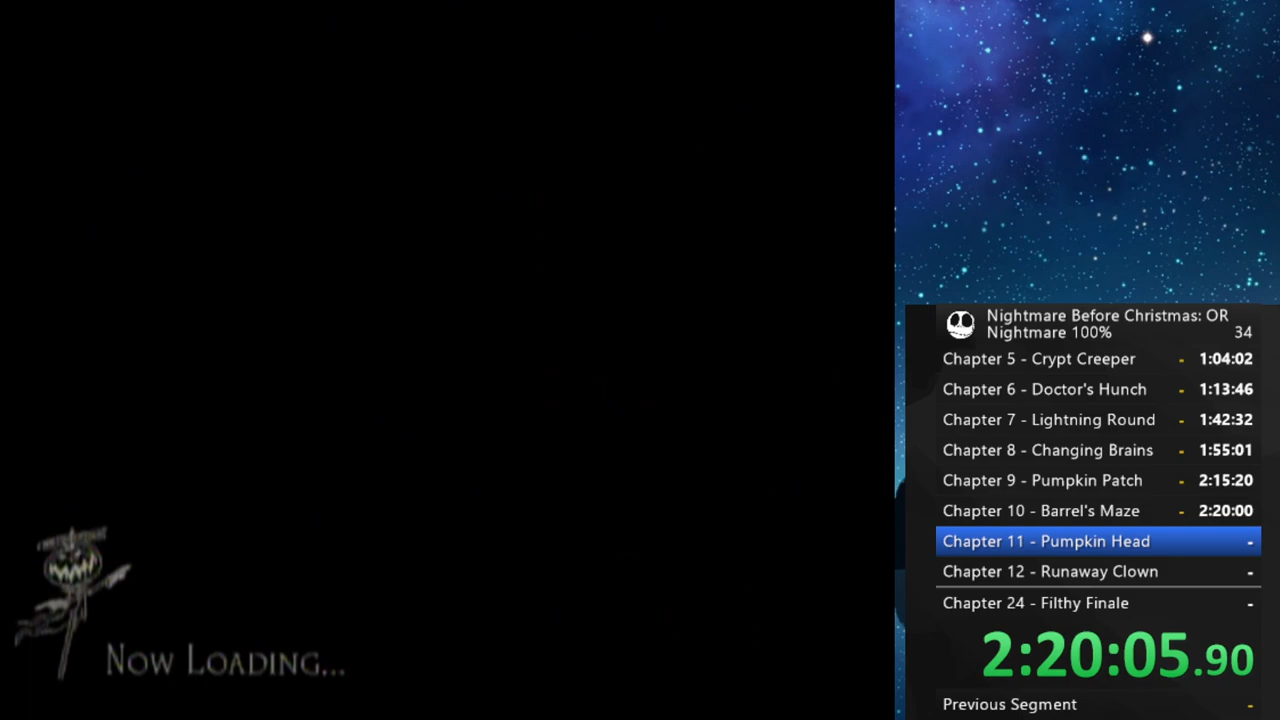 Nightmare Before Christmas: OR
Nightmare 100% 34
Chapter 5 - Crypt Creeper - 1:04:02
Chapter 6 - Doctor's Hunch - 1:13:46
Chapter 7 - Lightning Round - 1:42:32
Chapter 8 - Changing Brains - 1:55:01
Chapter 9 - Pumpkin Patch - 2:15:20
Chapter 10 - Barrel's Maze - 2:20:00
Chapter 11 - Pumpkin Head -
Chapter 12 - Runaway Clown -
Chapter 24 - Filthy Finale -
2:20:05.90
Now Loading...
Previous Segment -